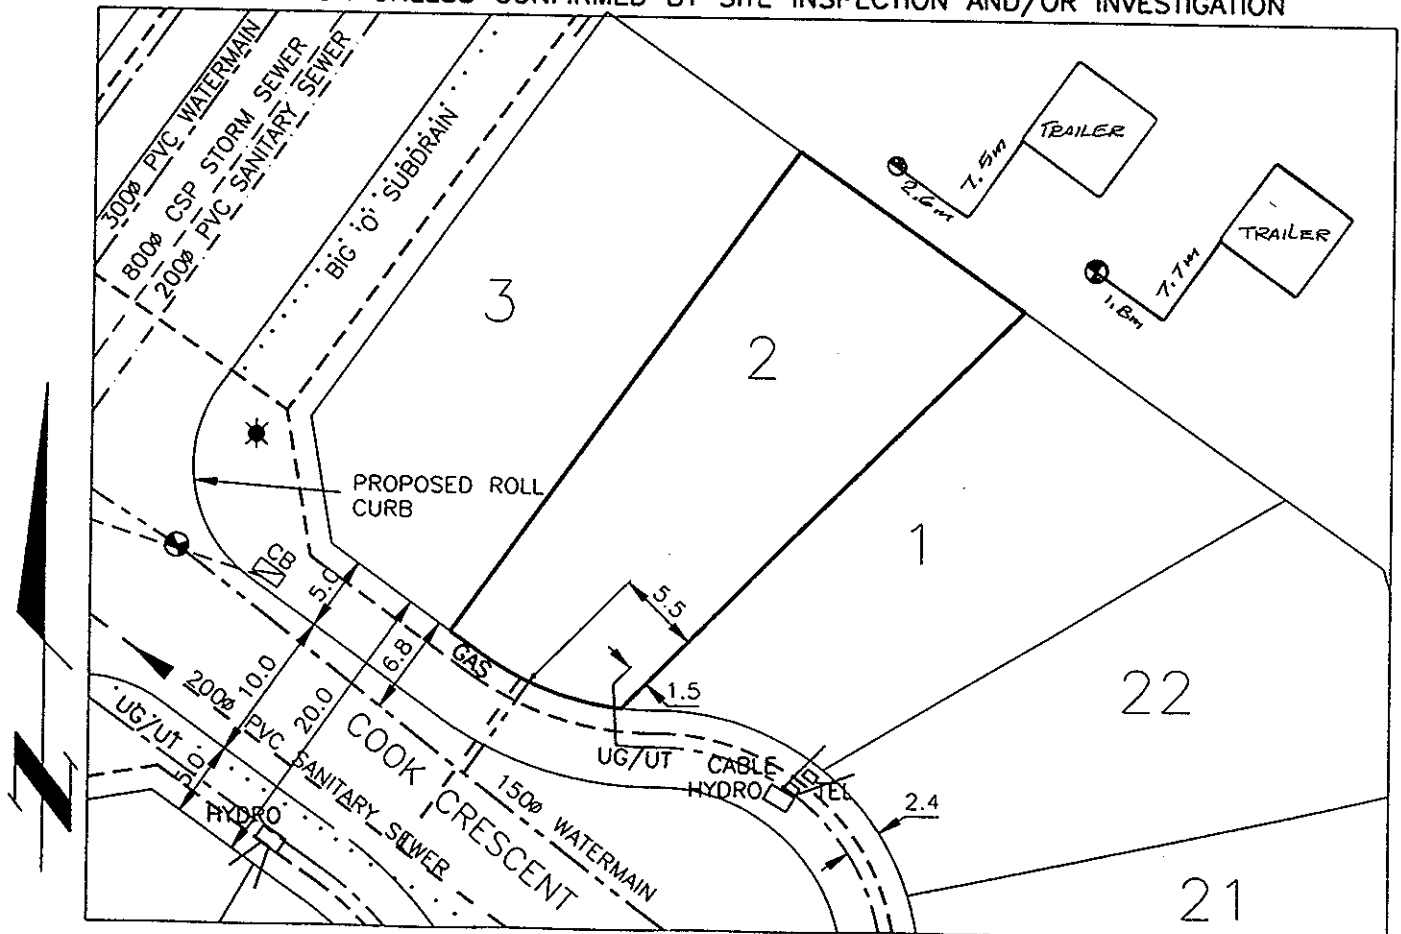 CONFIRMED BY SITE INSPECTION AND/OR INVESTIGATION
300ø PVC WATERMAIN
800ø CSP STORM SEWER
200ø PVC SANITARY SEWER
BIG 'O' SUBDRAIN
TRAILER
7.5m
2.6m
TRAILER
7.7m
1.8m
3
2
1
PROPOSED ROLL
CURB
CB
5.0
10.0
20.0
6.8
GAS
5.5
1.5
22
UG/UT
200ø PVC SANITARY SEWER
COOK CRESCENT
150ø WATERMAIN
UG/UT
5.0
HYDRO
CABLE
HYDRO
TEL
2.4
21
N